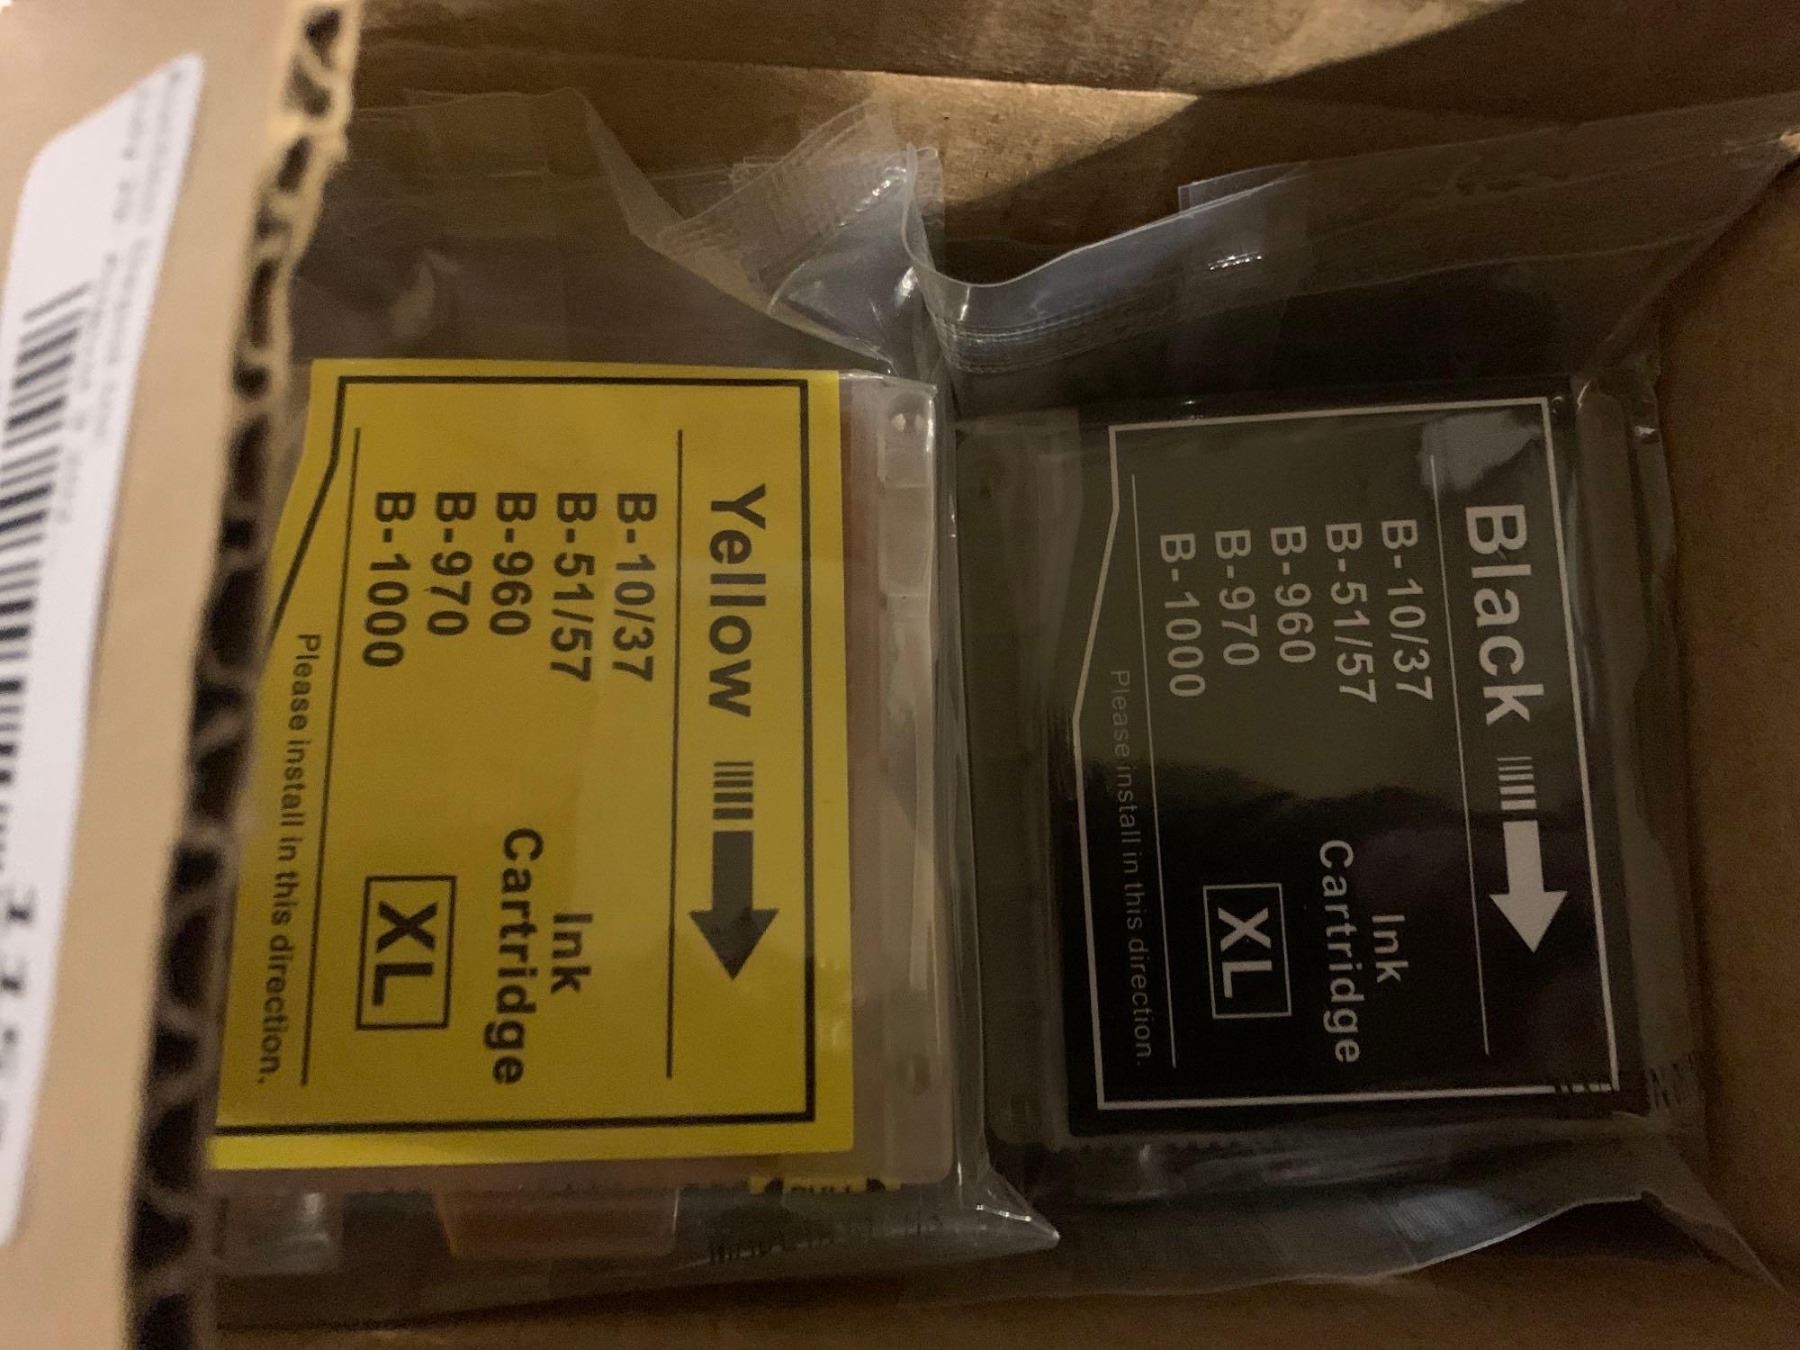 Yellow
B-10/37
B-51/57
B-960
B-970
B-1000
Ink
Cartridge
XL
Please install in this direction.
Black
B-10/37
B-51/57
B-960
B-970
B-1000
Ink
Cartridge
XL
Please install in this direction.